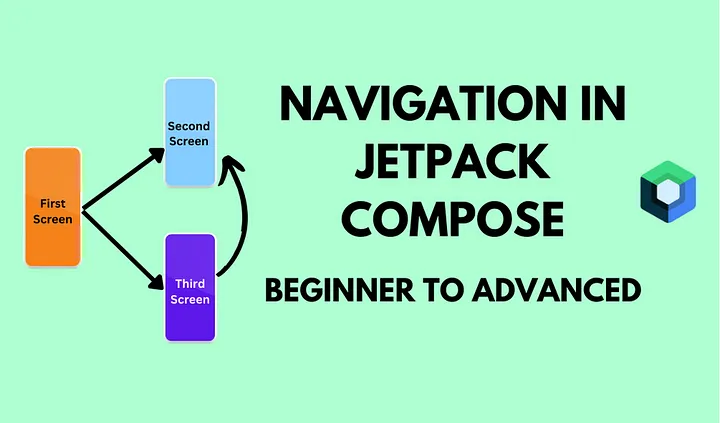 First
Screen
Second
Screen
Third
Screen
NAVIGATION IN
JETPACK
COMPOSE
BEGINNER TO ADVANCED